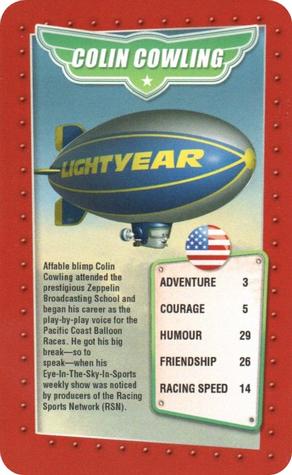 COLIN COWLING
LIGHTYEAR
Affable blimp Colin
Cowling attended the
prestigious Zeppelin
Broadcasting School and
began his career as the
play-by-play voice for the
Pacific Coast Balloon
Races. He got his big
break—so to
speak—when his
Eye-In-The-Sky-In-Sports
weekly show was noticed
by producers of the Racing
Sports Network (RSN).
ADVENTURE 3
COURAGE 5
HUMOUR 29
FRIENDSHIP 26
RACING SPEED 14